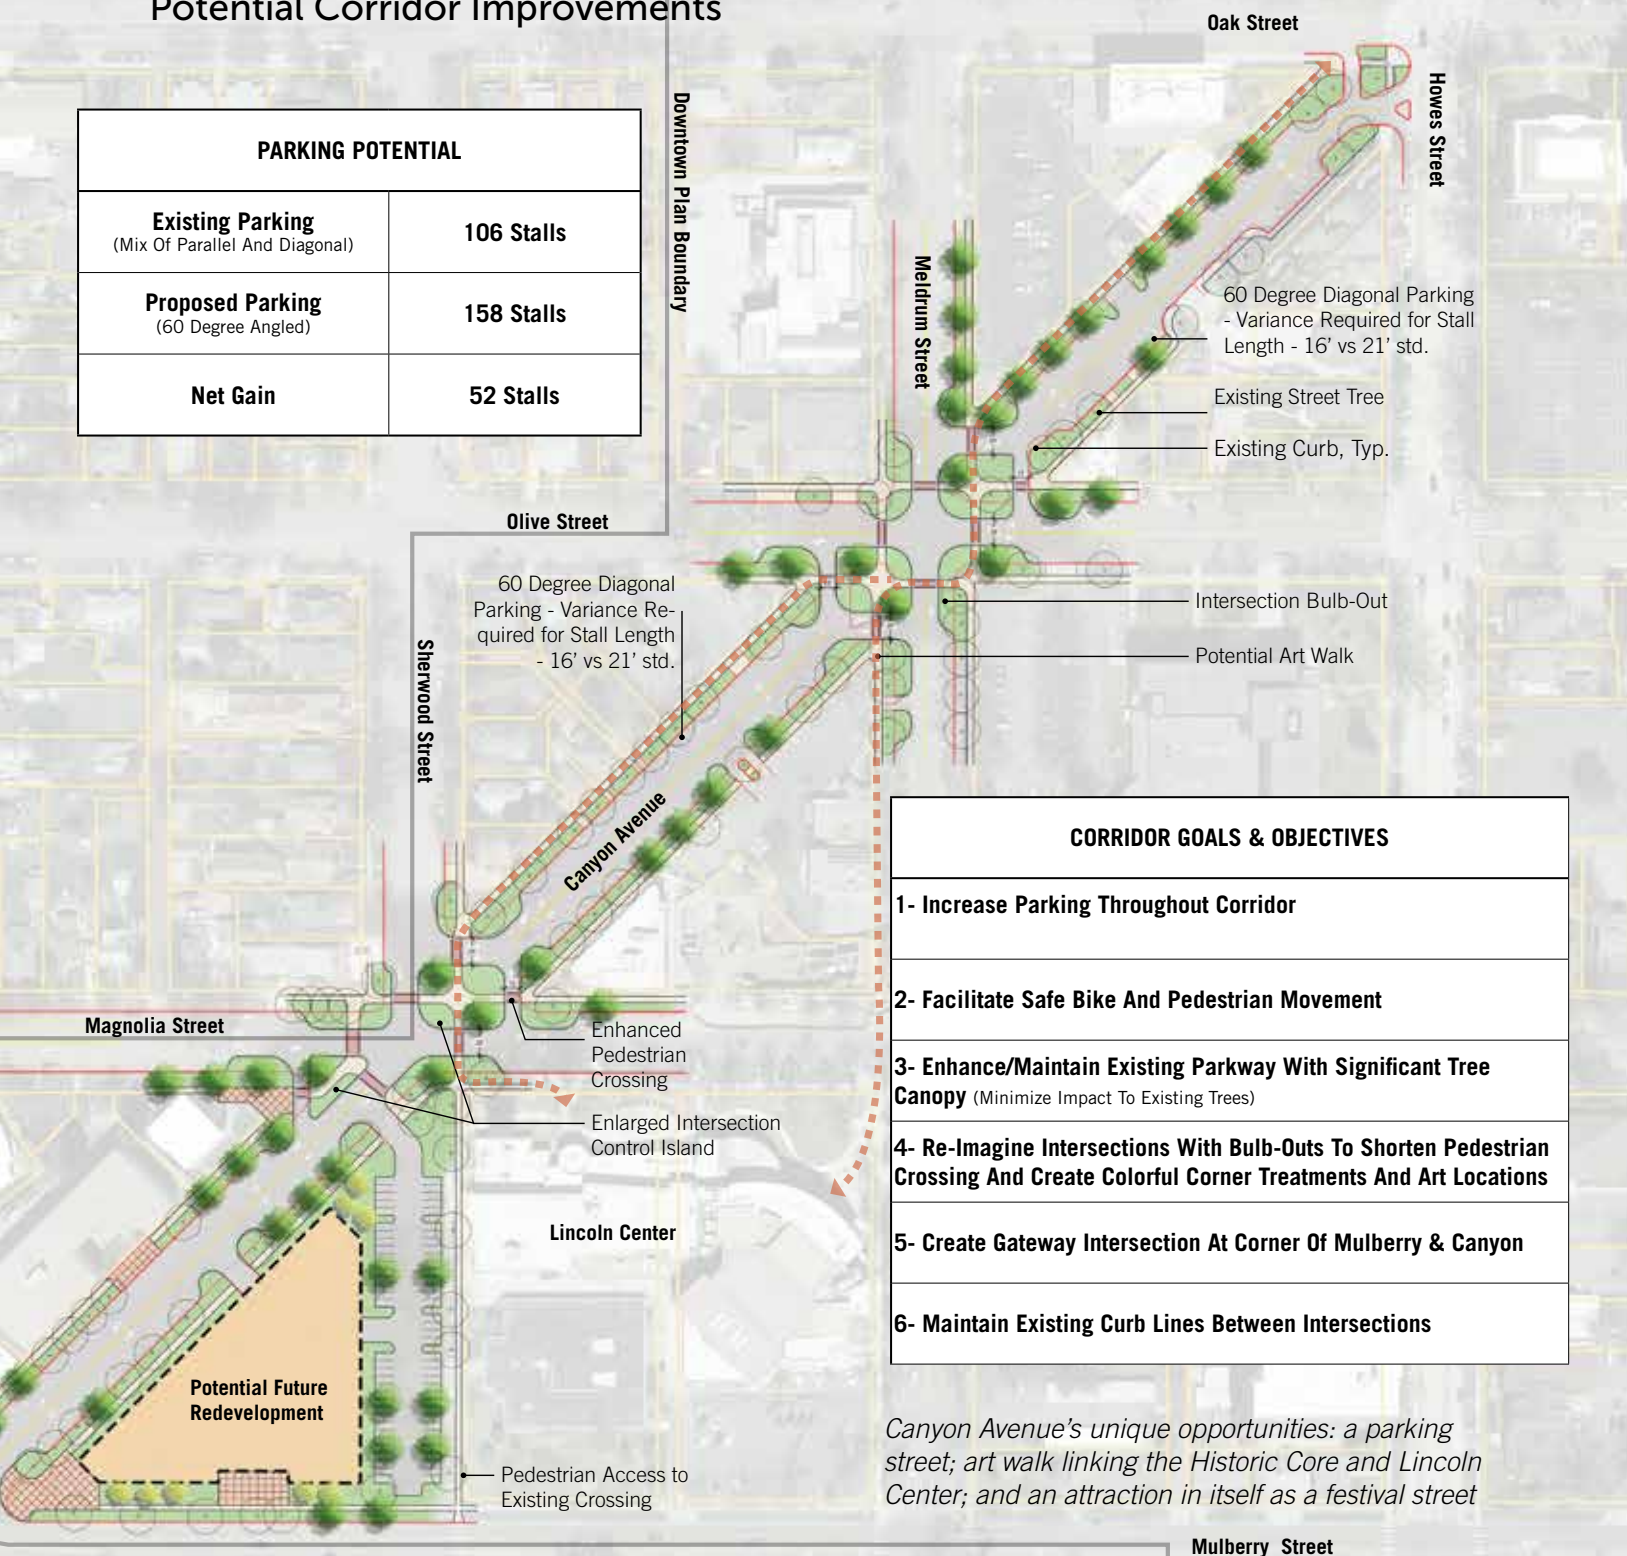 Potential Corridor Improvements
Oak Street
Howes Street
Downtown Plan Boundary
PARKING POTENTIAL
Existing Parking
(Mix Of Parallel And Diagonal)
106 Stalls
Proposed Parking
(60 Degree Angled)
158 Stalls
Net Gain
52 Stalls
Meldrum Street
60 Degree Diagonal Parking
- Variance Required for Stall
Length - 16' vs 21' std.
Existing Street Tree
Existing Curb, Typ.
Olive Street
60 Degree Diagonal
Parking - Variance Re-
quired for Stall Length
- 16' vs 21' std.
Intersection Bulb-Out
Potential Art Walk
Sherwood Street
Canyon Avenue
CORRIDOR GOALS & OBJECTIVES
1- Increase Parking Throughout Corridor
2- Facilitate Safe Bike And Pedestrian Movement
3- Enhance/Maintain Existing Parkway With Significant Tree
Canopy (Minimize Impact To Existing Trees)
4- Re-Imagine Intersections With Bulb-Outs To Shorten Pedestrian
Crossing And Create Colorful Corner Treatments And Art Locations
5- Create Gateway Intersection At Corner Of Mulberry & Canyon
6- Maintain Existing Curb Lines Between Intersections
Magnolia Street
Enhanced
Pedestrian
Crossing
Enlarged Intersection
Control Island
Lincoln Center
Potential Future
Redevelopment
Pedestrian Access to
Existing Crossing
Canyon Avenue's unique opportunities: a parking
street; art walk linking the Historic Core and Lincoln
Center; and an attraction in itself as a festival street
Mulberry Street